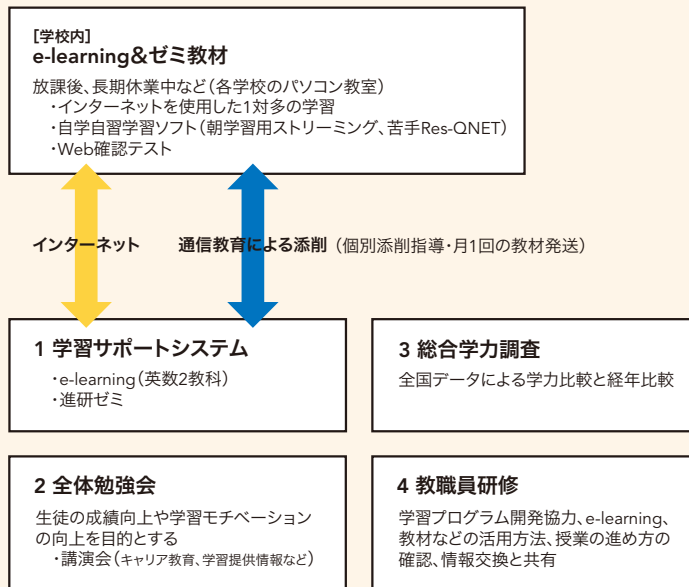 ［学校内］
e-learning&ゼミ教材
放課後、長期休業中など（各学校のパソコン教室）
・インターネットを使用した1対多の学習
・自学自習学習ソフト（朝学習用ストリーミング、苦手Res-QNET）
・Web確認テスト
インターネット
通信教育による添削（個別添削指導・月1回の教材発送）
1 学習サポートシステム
・e-learning（英数2教科）
・進研ゼミ
3 総合学力調査
全国データによる学力比較と経年比較
2 全体勉強会
生徒の成績向上や学習モチベーション
の向上を目的とする
・講演会（キャリア教育、学習提供情報など）
4 教職員研修
学習プログラム開発協力、e-learning、
教材などの活用方法、授業の進め方の
確認、情報交換と共有